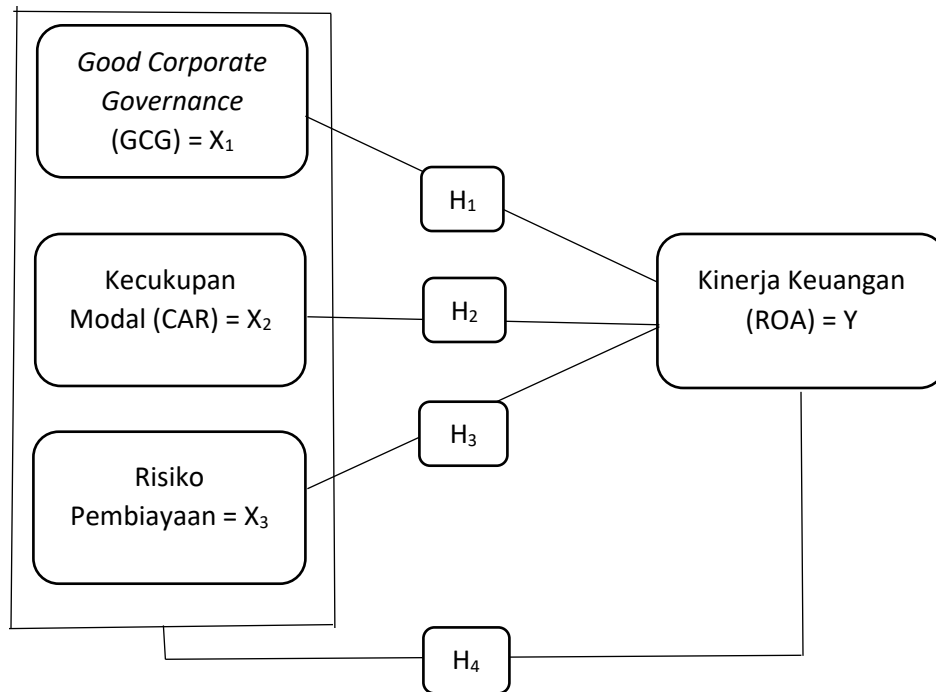 Good Corporate
Governance
(GCG) = X₁
H₁
Kecukupan
Modal (CAR) = X₂
H₂
Kinerja Keuangan
(ROA) = Y
H₃
Risiko
Pembiayaan = X₃
H₄